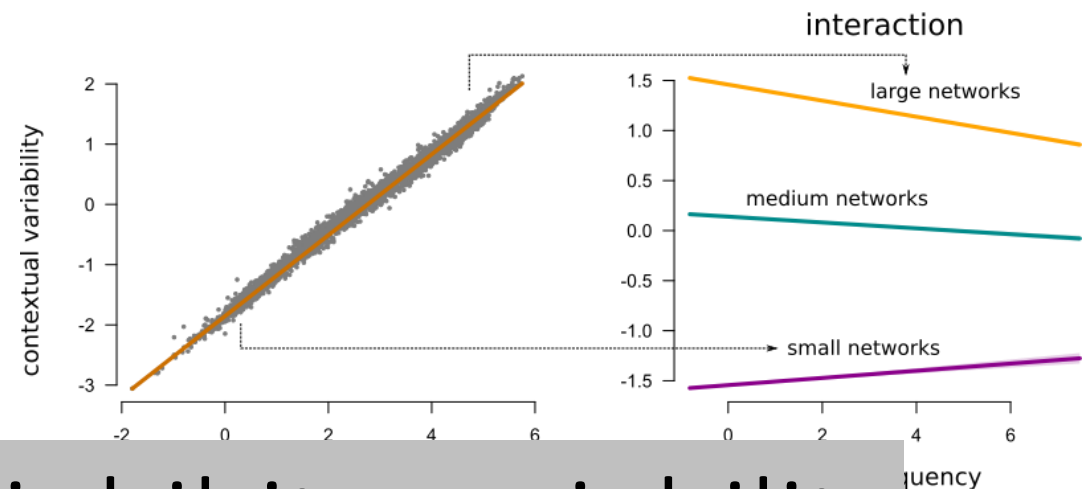 interaction
contextual variability
2
1
0
-1
-2
-3
-2 0 2 4 6
1.5
1.0
0.5
0.0
-0.5
-1.0
-1.5
large networks
medium networks
small networks
0 2 4 6